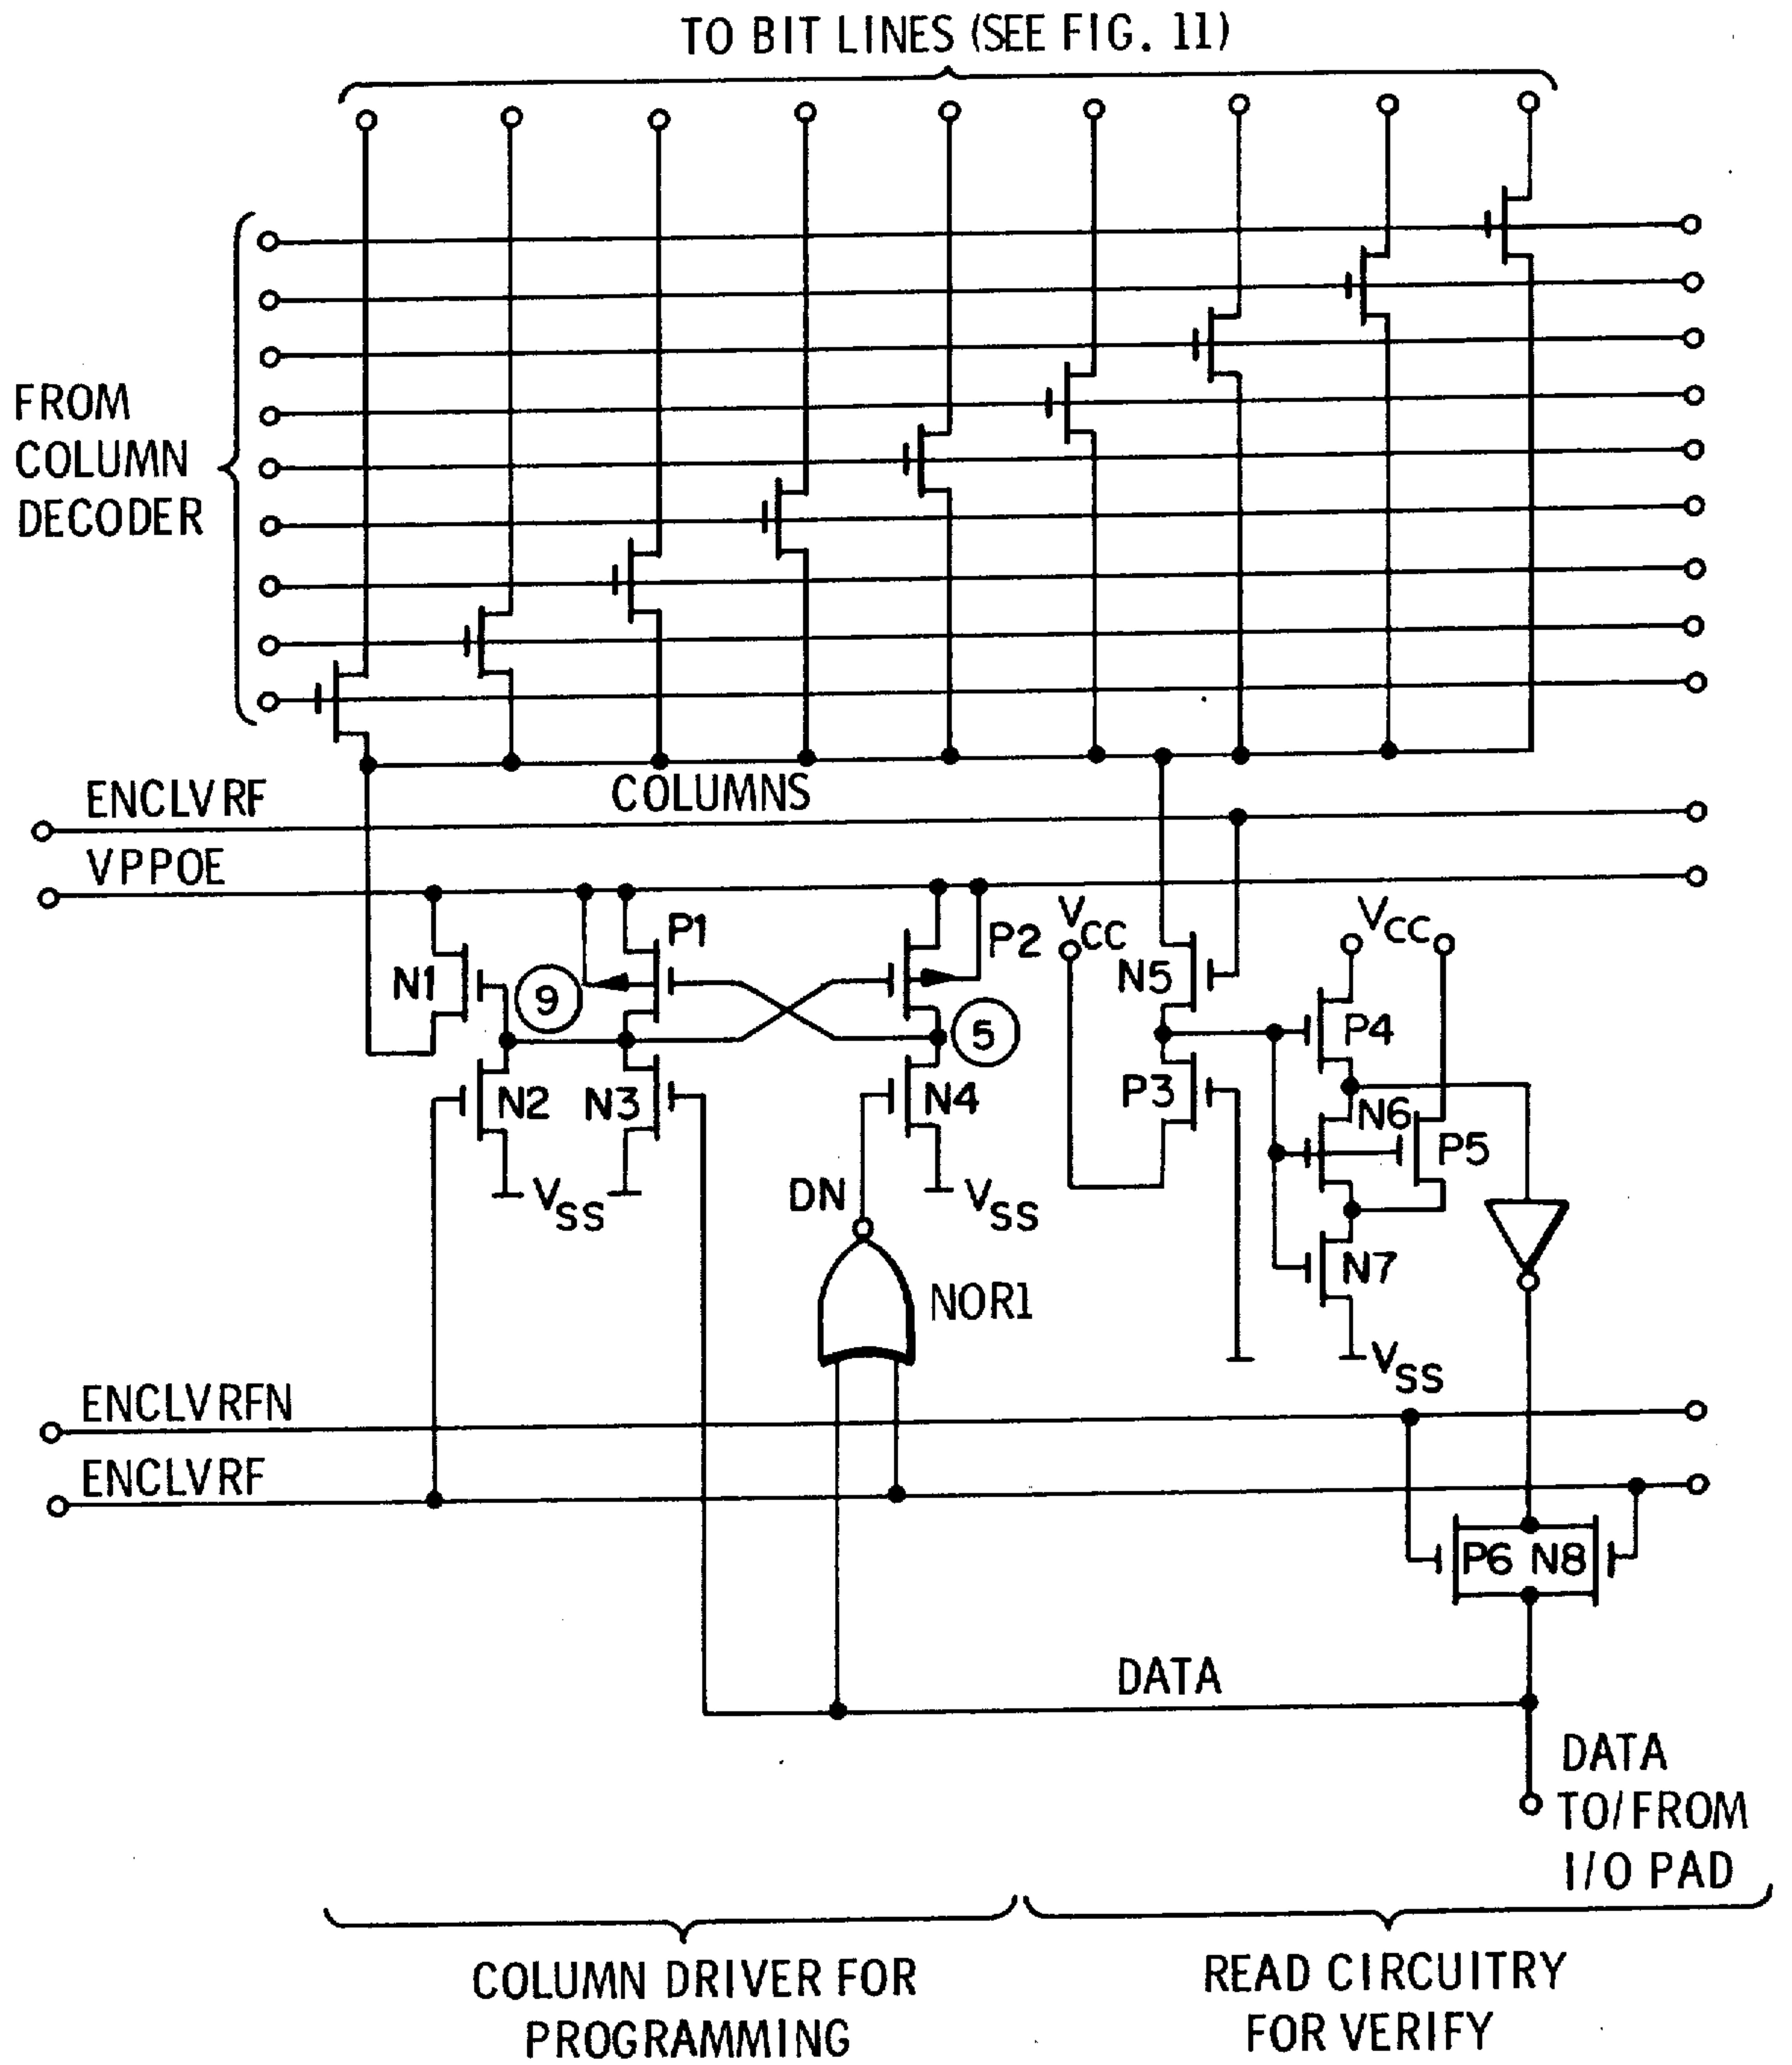 TO BIT LINES (SEE FIG. 11)
FROM
COLUMN
DECODER
COLUMNS
ENCLVRF
VPPOE
P1
P2
VCC
VCC
N1
9
N5
5
P4
N2
N3
N4
P3
N6
P5
DN
VSS
VSS
N7
NOR1
VSS
ENCLVRFN
ENCLVRF
P6 N8
DATA
DATA
TO/FROM
I/O PAD
COLUMN DRIVER FOR
PROGRAMMING
READ CIRCUITRY
FOR VERIFY